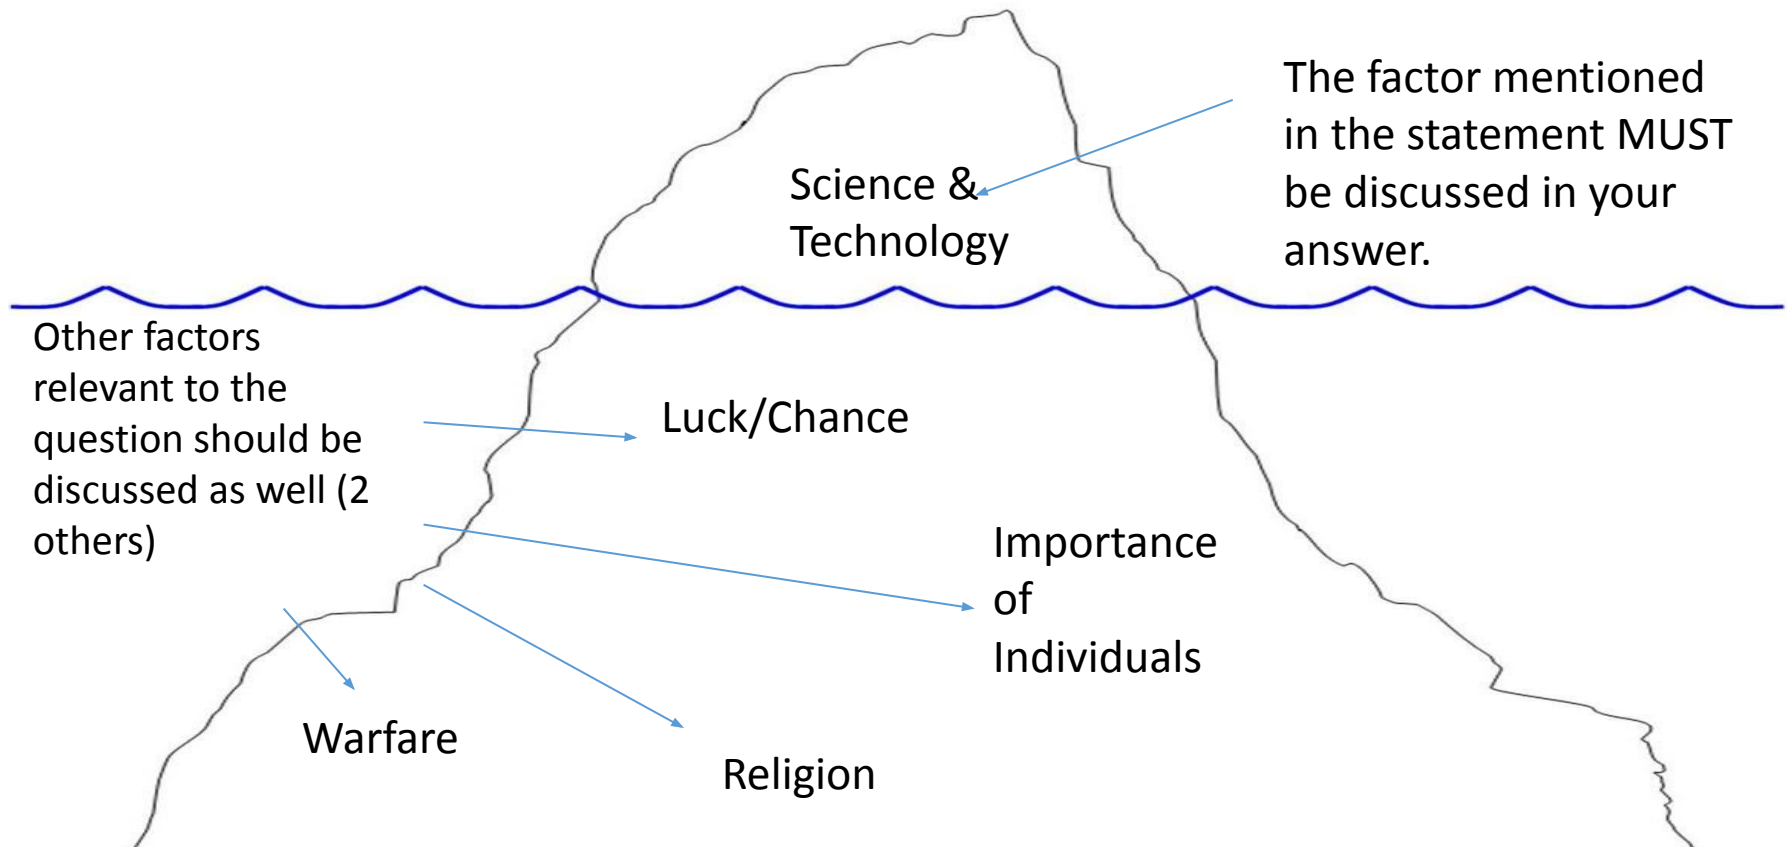 The factor mentioned
in the statement MUST
be discussed in your
answer.
Science &
Technology
Other factors
relevant to the
question should be
discussed as well (2
others)
Luck/Chance
Importance
of
Individuals
Warfare
Religion